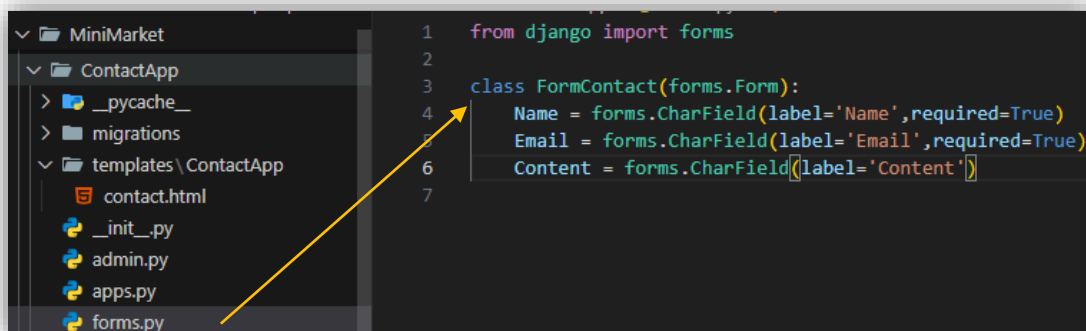 MiniMarket
ContactApp
__pycache__
migrations
templates\ContactApp
contact.html
__init__.py
admin.py
apps.py
forms.py
1 from django import forms
2
3 class FormContact(forms.Form):
4     Name = forms.CharField(label='Name',required=True)
5     Email = forms.CharField(label='Email',required=True)
6     Content = forms.CharField(label='Content')
7